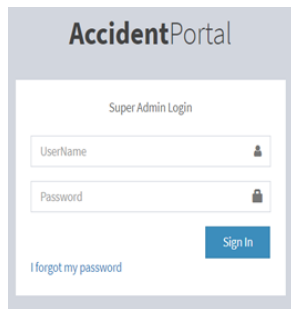 AccidentPortal
Super Admin Login
UserName
Password
Sign In
I forgot my password